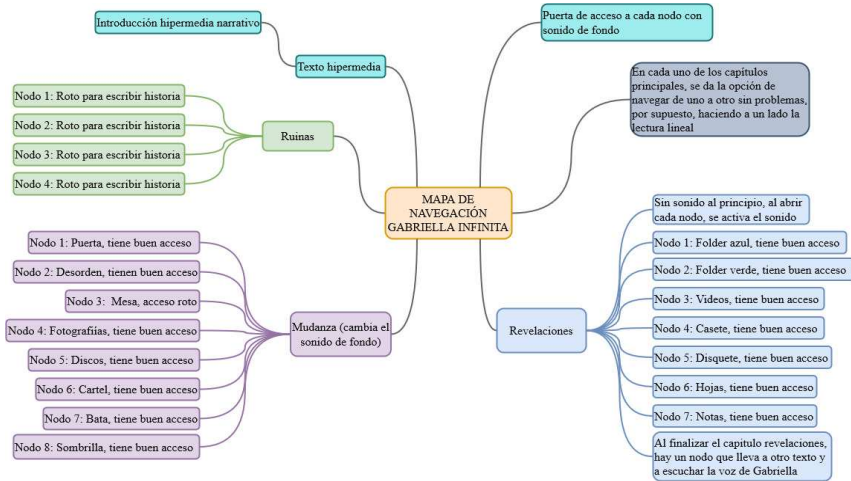 Introducción hipermedia narrativo
Texto hipermedia
Nodo 1: Roto para escribir historia
Nodo 2: Roto para escribir historia
Nodo 3: Roto para escribir historia
Nodo 4: Roto para escribir historia
Ruinas
Nodo 1: Puerta, tiene buen acceso
Nodo 2: Desorden, tienen buen acceso
Nodo 3:  Mesa, acceso roto
Nodo 4: Fotografiías, tiene buen acceso
Nodo 5: Discos, tiene buen acceso
Nodo 6: Cartel, tiene buen acceso
Nodo 7: Bata, tiene buen acceso
Nodo 8: Sombrilla, tiene buen acceso
Mudanza (cambia el
sonido de fondo)
MAPA DE
NAVEGACIÓN
GABRIELLA INFINITA
Puerta de acceso a cada nodo con
sonido de fondo
En cada uno de los capítulos
principales, se da la opción de
navegar de uno a otro sin problemas,
por supuesto, haciendo a un lado la
lectura lineal
Revelaciones
Sin sonido al principio, al abrir
cada nodo, se activa el sonido
Nodo 1: Folder azul, tiene buen acceso
Nodo 2: Folder verde, tiene buen acceso
Nodo 3: Videos, tiene buen acceso
Nodo 4: Casete, tiene buen acceso
Nodo 5: Disquete, tiene buen acceso
Nodo 6: Hojas, tiene buen acceso
Nodo 7: Notas, tiene buen acceso
Al finalizar el capitulo revelaciones,
hay un nodo que lleva a otro texto y
a escuchar la voz de Gabriella